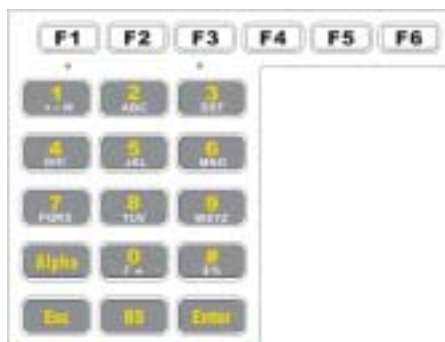 F1 F2 F3 F4 F5 F6
1 2 3
ABC DEF
4 5 6
GHI JKL MNO
7 8 9
PQRS TUV WXYZ
Alpha 0 #
Esc BS Enter